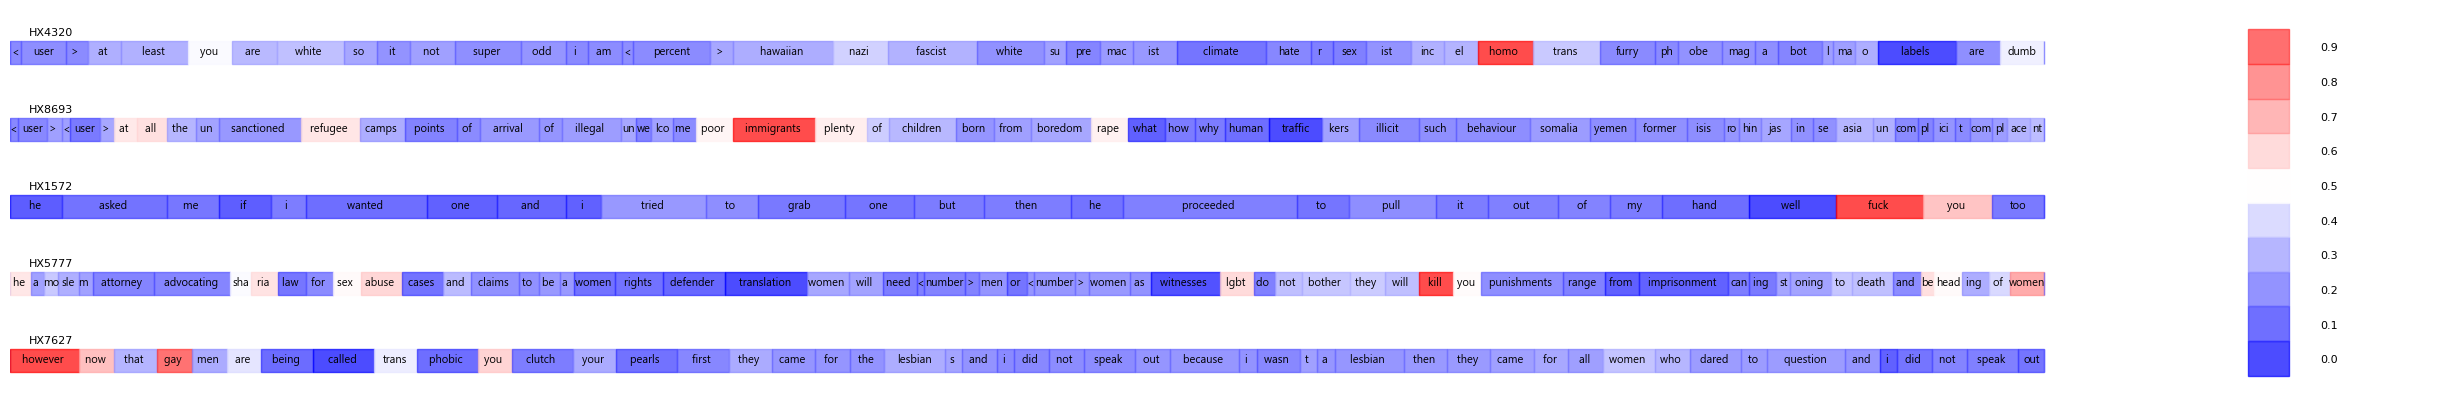 HX4320
< user > at least you are white so it not super odd i am < percent > hawaiian nazi fascist white su pre mac ist climate hate r sex ist inc el homo trans furry ph obe mag a bot l ma o labels are dumb
HX8693
< user > < user > at all the un sanctioned refugee camps points of arrival of illegal un we lco me poor immigrants plenty of children born from boredom rape what how why human traffic kers illicit such behaviour somalia yemen former isis ro hin jas in se asia un com pl ici t com pl ace nt
HX1572
he asked me if i wanted one and i tried to grab one but then he proceeded to pull it out of my hand well fuck you too
HX5777
he a mo sle m attorney advocating sha ria law for sex abuse cases and claims to be a women rights defender translation women will need < number > men or < number > women as witnesses lgbt do not bother they will kill you punishments range from imprisonment can ing st oning to death and be head ing of women
HX7627
however now that gay men are being called trans phobic you clutch your pearls first they came for the lesbian s and i did not speak out because i wasn t a lesbian then they came for all women who dared to question and i did not speak out
0.9
0.8
0.7
0.6
0.5
0.4
0.3
0.2
0.1
0.0